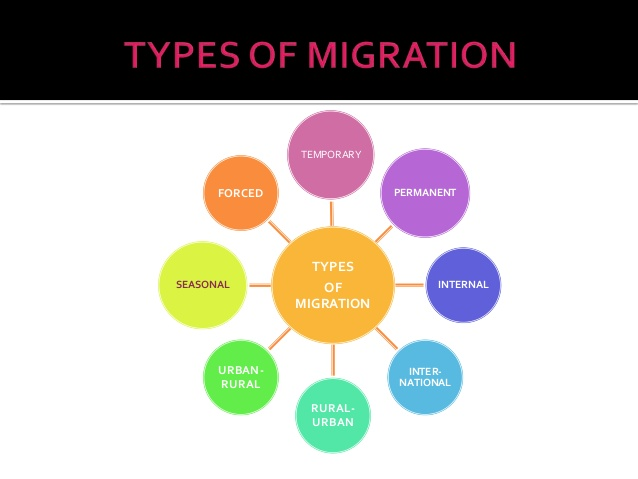 TYPES OF MIGRATION
TEMPORARY
PERMANENT
INTERNAL
INTER-
NATIONAL
RURAL-
URBAN
URBAN-
RURAL
SEASONAL
FORCED
TYPES
OF
MIGRATION